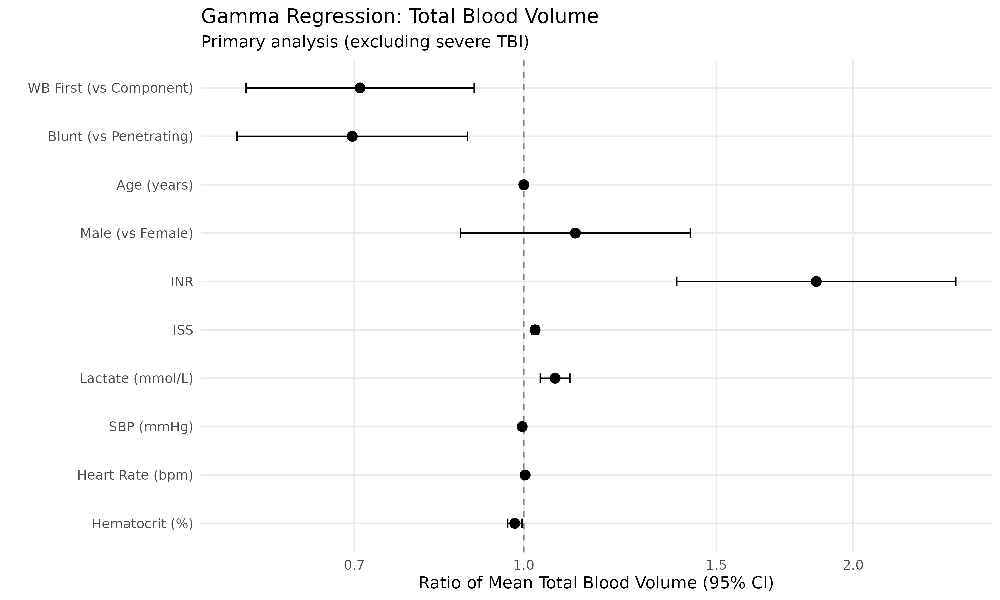 Gamma Regression: Total Blood Volume
Primary analysis (excluding severe TBI)
WB First (vs Component)
Blunt (vs Penetrating)
Age (years)
Male (vs Female)
INR
ISS
Lactate (mmol/L)
SBP (mmHg)
Heart Rate (bpm)
Hematocrit (%)
0.7 1.0 1.5 2.0
Ratio of Mean Total Blood Volume (95% CI)